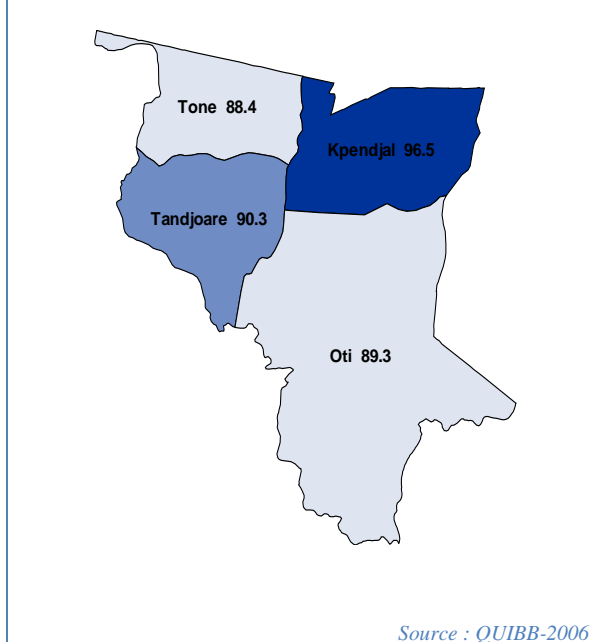 Tone 88.4
Kpendjal 96.5
Tandjoare 90.3
Oti 89.3
Source : QUIBB-2006